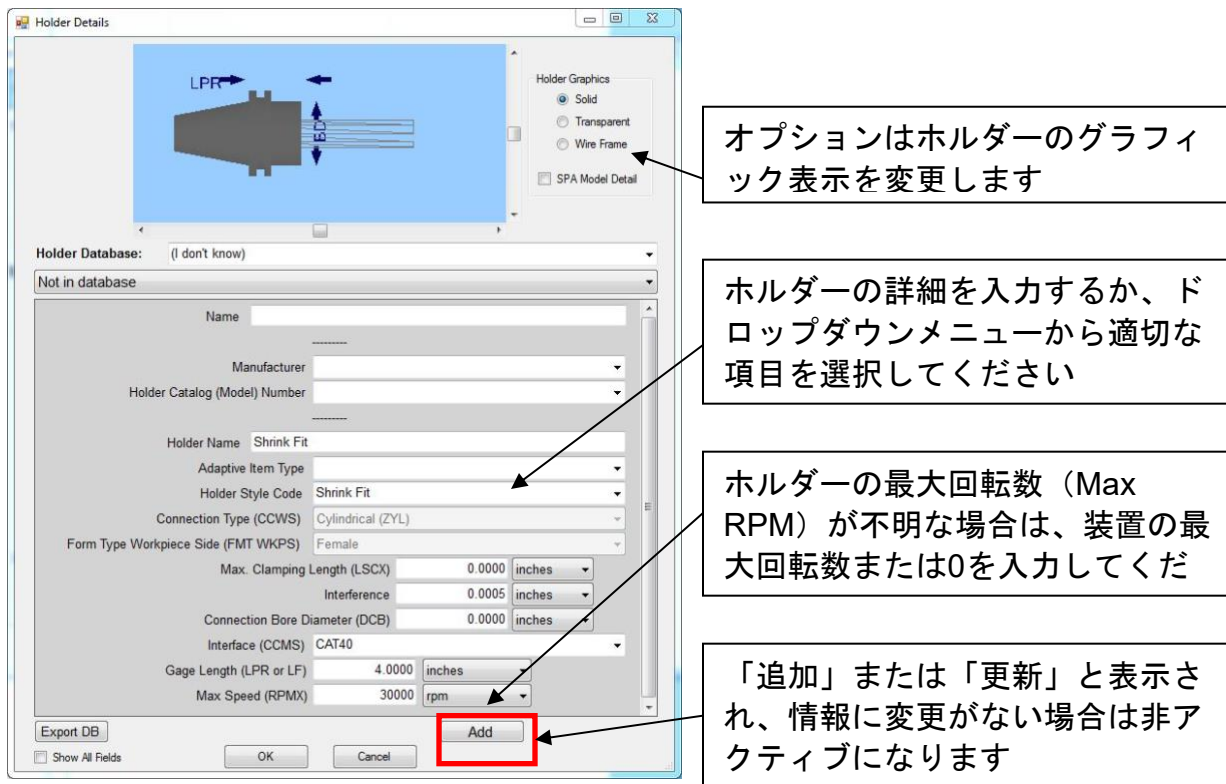 Holder Details
LPR
BD
Holder Graphics
Solid
Transparent
Wire Frame
SPA Model Detail
オプションはホルダーのグラフィ
ック表示を変更します
Holder Database: (I don't know)
Not in database
Name
---------
Manufacturer
Holder Catalog (Model) Number
---------
Holder Name Shrink Fit
Adaptive Item Type
Holder Style Code Shrink Fit
Connection Type (CCWS) Cylindrical (ZYL)
Form Type Workpiece Side (FMT WKPS) Female
Max. Clamping Length (LSCX) 0.0000 inches
Interference 0.0005 inches
Connection Bore Diameter (DCB) 0.0000 inches
Interface (CCMS) CAT40
Gage Length (LPR or LF) 4.0000 inches
Max Speed (RPMX) 30000 rpm
ホルダーの詳細を入力するか、ド
ロップダウンメニューから適切な
項目を選択してください
ホルダーの最大回転数（Max
RPM）が不明な場合は、装置の最
大回転数または0を入力してくだ
Export DB
Add
Show All Fields
OK
Cancel
「追加」または「更新」と表示さ
れ、情報に変更がない場合は非ア
クティブになります